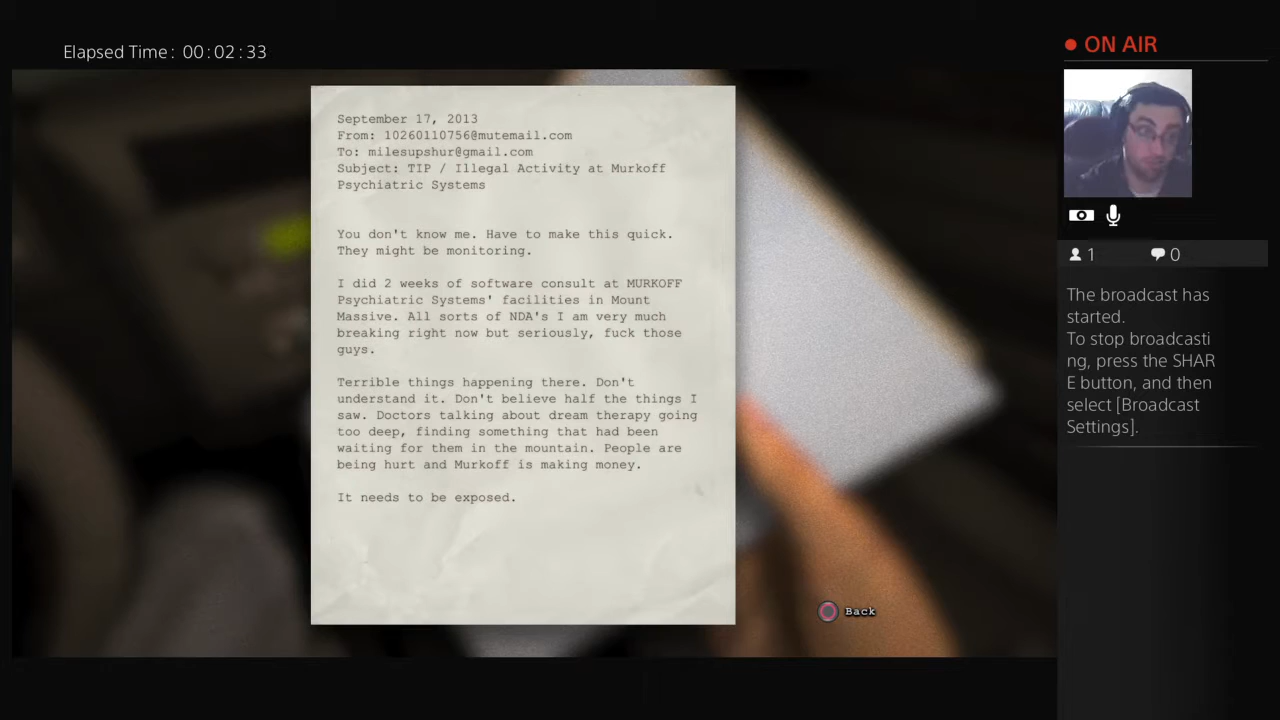 Elapsed Time: 00:02:33
ON AIR
September 17, 2013
From: 10260110756@mutemail.com
To: milesupshur@gmail.com
Subject: TIP / Illegal Activity at Murkoff
Psychiatric Systems
You don't know me. Have to make this quick.
They might be monitoring.
I did 2 weeks of software consult at MURKOFF
Psychiatric Systems' facilities in Mount
Massive. All sorts of NDA's I am very much
breaking right now but seriously, fuck those
guys.
Terrible things happening there. Don't
understand it. Don't believe half the things I
saw. Doctors talking about dream therapy going
too deep, finding something that had been
waiting for them in the mountain. People are
being hurt and Murkoff is making money.
It needs to be exposed.
Back
1 0
The broadcast has
started.
To stop broadcasti
ng, press the SHAR
E button, and then
select [Broadcast
Settings].